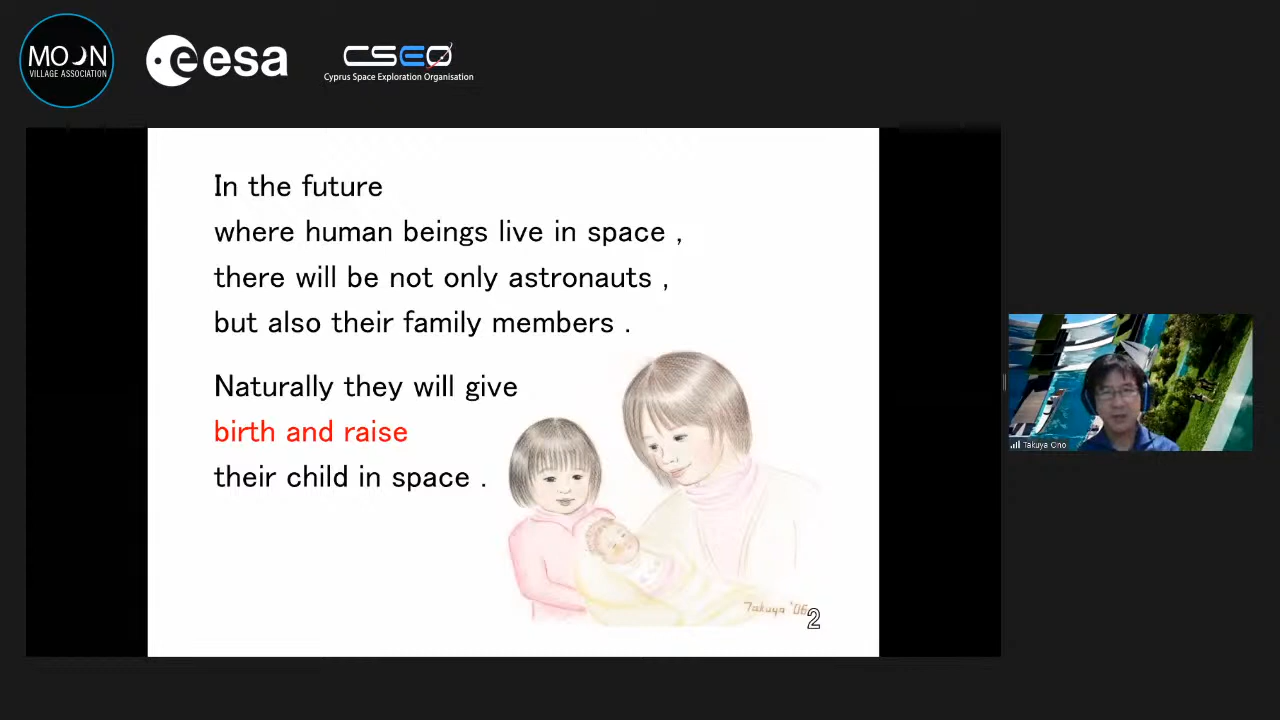 MOON
VILLAGE ASSOCIATION
esa
CSEO
Cyprus Space Exploration Organisation
In the future
where human beings live in space ,
there will be not only astronauts ,
but also their family members .
Naturally they will give
birth and raise
their child in space .
Takuya '06
2
Takuya Ono